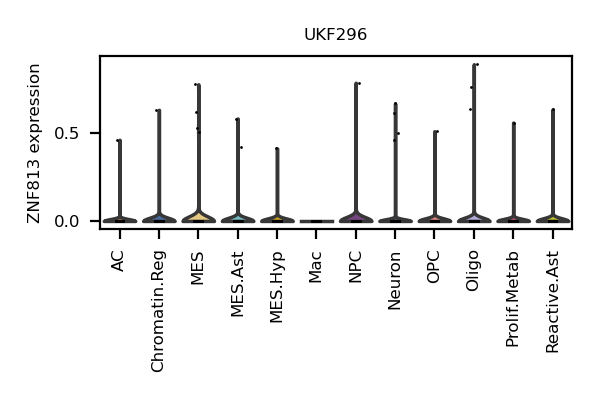 UKF296
ZNF813 expression
0.5
0.0
AC
Chromatin.Reg
MES
MES.Ast
MES.Hyp
Mac
NPC
Neuron
OPC
Oligo
Prolif.Metab
Reactive.Ast